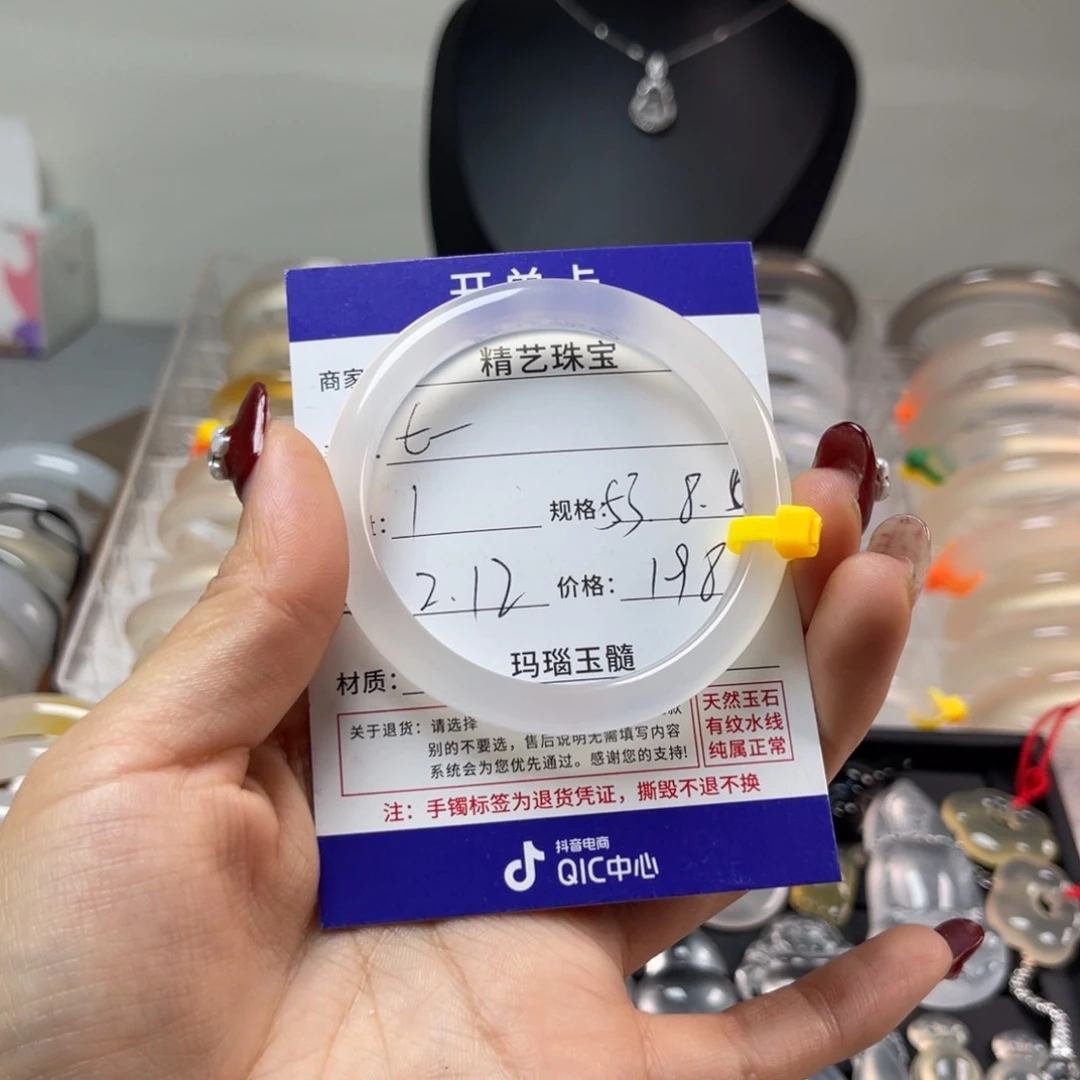 开单卡
商家 精艺珠宝
1 规格: 53. 8.5
2.12 价格: 198
材质: 玛瑙玉髓
关于退货: 请选择
别的不要选，售后说明无需填写内容
系统会为您优先通过。感谢您的支持!
天然玉石
有纹水线
纯属正常
注: 手镯标签为退货凭证，撕毁不退不换
抖音电商
QIC中心